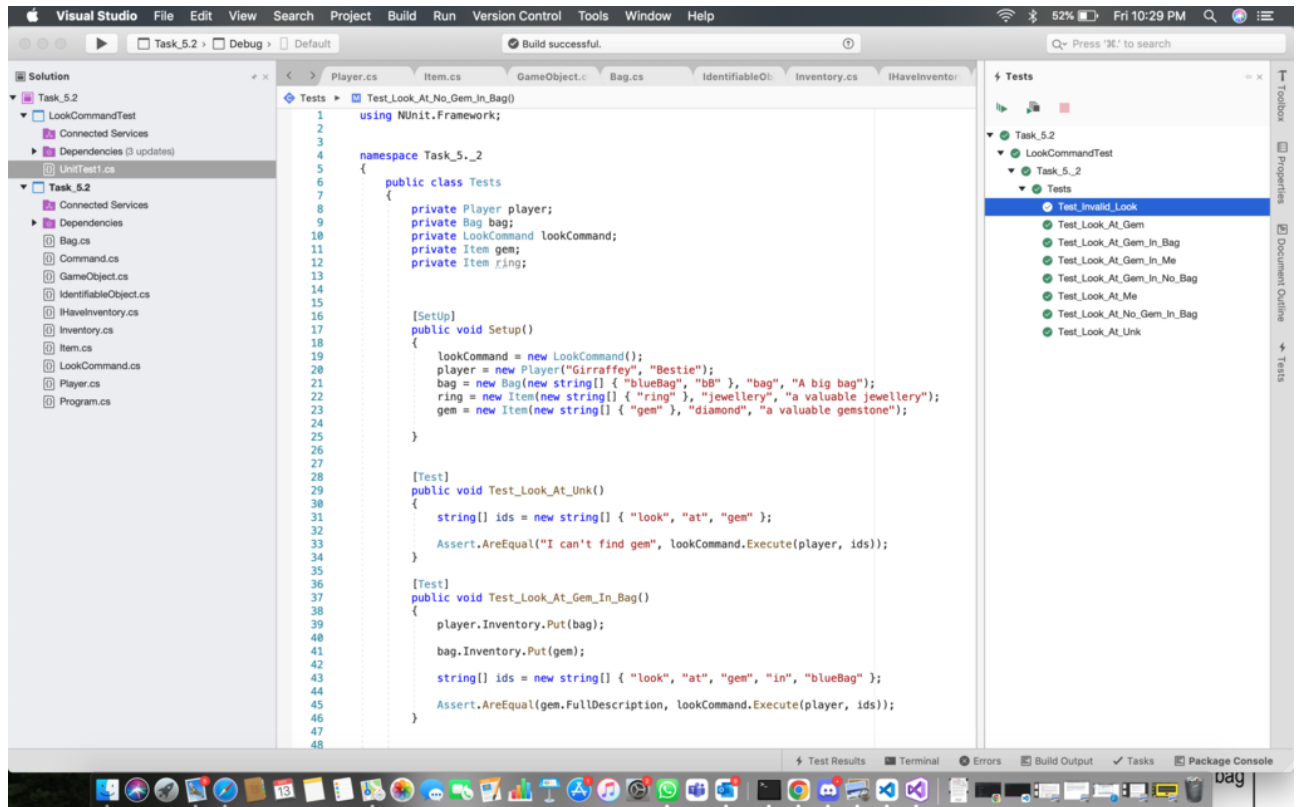 Visual Studio File Edit View Search Project Build Run Version Control Tools Window Help 52% Fri 10:29 PM
Task_5.2 › Debug › Default Build successful. Press '⌘.' to search
Solution
Task_5.2
LookCommandTest
Connected Services
Dependencies (3 updates)
UnitTest1.cs
Task_5.2
Connected Services
Dependencies
Bag.cs
Command.cs
GameObject.cs
IdentifiableObject.cs
IHaveInventory.cs
Inventory.cs
Item.cs
LookCommand.cs
Player.cs
Program.cs
Player.cs Item.cs GameObject.c Bag.cs IdentifiableOb Inventory.cs IHaveInventor
Tests ▸ Test_Look_At_No_Gem_In_Bag()
1 using NUnit.Framework;
2
3
4 namespace Task_5._2
5 {
6 public class Tests
7 {
8 private Player player;
9 private Bag bag;
10 private LookCommand lookCommand;
11 private Item gem;
12 private Item ring;
13
14
15
16 [SetUp]
17 public void Setup()
18 {
19 lookCommand = new LookCommand();
20 player = new Player("Girraffey", "Bestie");
21 bag = new Bag(new string[] { "blueBag", "bB" }, "bag", "A big bag");
22 ring = new Item(new string[] { "ring" }, "jewellery", "a valuable jewellery");
23 gem = new Item(new string[] { "gem" }, "diamond", "a valuable gemstone");
24
25 }
26
27
28 [Test]
29 public void Test_Look_At_Unk()
30 {
31 string[] ids = new string[] { "look", "at", "gem" };
32
33 Assert.AreEqual("I can't find gem", lookCommand.Execute(player, ids));
34 }
35
36 [Test]
37 public void Test_Look_At_Gem_In_Bag()
38 {
39 player.Inventory.Put(bag);
40
41 bag.Inventory.Put(gem);
42
43 string[] ids = new string[] { "look", "at", "gem", "in", "blueBag" };
44
45 Assert.AreEqual(gem.FullDescription, lookCommand.Execute(player, ids));
46 }
47
48
Tests
Task_5.2
LookCommandTest
Task_5._2
Tests
Test_Invalid_Look
Test_Look_At_Gem
Test_Look_At_Gem_In_Bag
Test_Look_At_Gem_In_Me
Test_Look_At_Gem_In_No_Bag
Test_Look_At_Me
Test_Look_At_No_Gem_In_Bag
Test_Look_At_Unk
Toolbox
Properties
Document Outline
Tests
Test Results Terminal Errors Build Output Tasks Package Console
13
bag